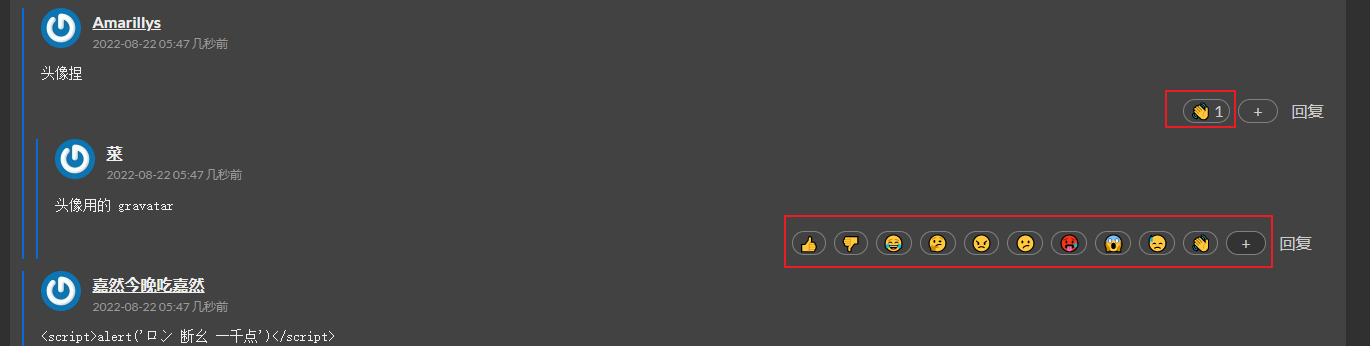 Amarillys
2022-08-22 05:47 几秒前
头像捏
👏 1 + 回复
菜
2022-08-22 05:47 几秒前
头像用的 gravatar
👍 👎 😂 🤔 😠 😕 🥵 😱 😓 👏 + 回复
嘉然今晚吃嘉然
2022-08-22 05:47 几秒前
<script>alert('ロン 断幺 一千点')</script>